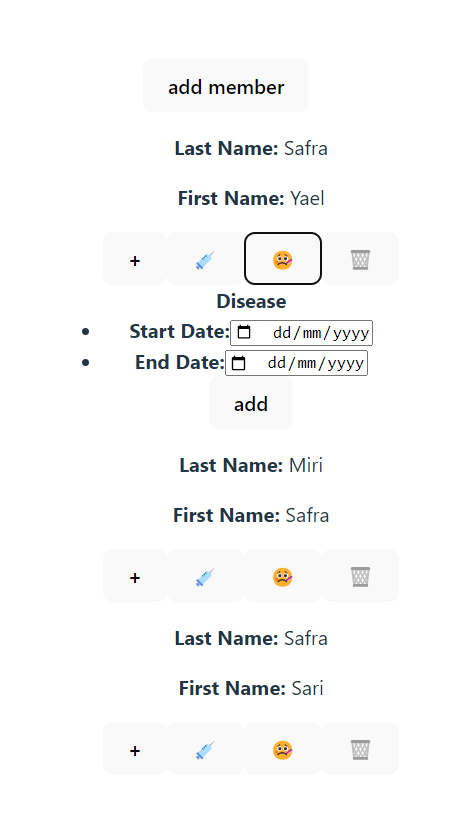 add member
Last Name: Safra
First Name: Yael
+
Disease
Start Date: dd/mm/yyyy
End Date: dd/mm/yyyy
add
Last Name: Miri
First Name: Safra
+
Last Name: Safra
First Name: Sari
+